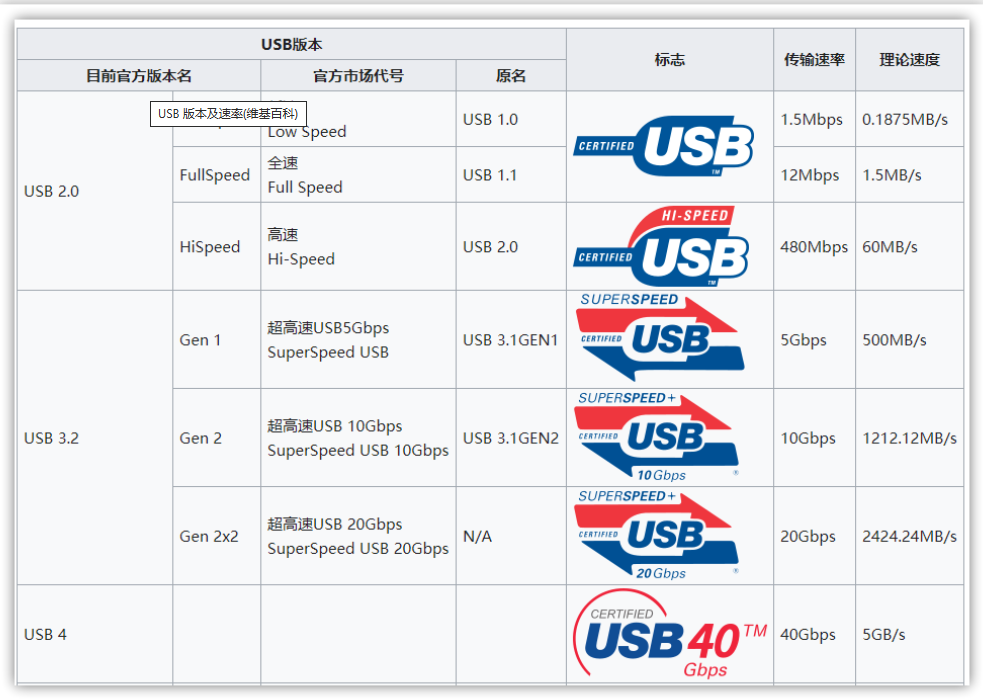 USB版本
标志
传输速率
理论速度
目前官方版本名
官方市场代号
原名
USB 版本及速率(维基百科)
Low Speed
USB 1.0
CERTIFIED USB TM
1.5Mbps
0.1875MB/s
USB 2.0
FullSpeed
全速
Full Speed
USB 1.1
12Mbps
1.5MB/s
HiSpeed
高速
Hi-Speed
USB 2.0
HI-SPEED
CERTIFIED USB TM
480Mbps
60MB/s
USB 3.2
Gen 1
超高速USB5Gbps
SuperSpeed USB
USB 3.1GEN1
SUPERSPEED
CERTIFIED USB
5Gbps
500MB/s
Gen 2
超高速USB 10Gbps
SuperSpeed USB 10Gbps
USB 3.1GEN2
SUPERSPEED+
CERTIFIED USB
10Gbps
®
10Gbps
1212.12MB/s
Gen 2x2
超高速USB 20Gbps
SuperSpeed USB 20Gbps
N/A
SUPERSPEED+
CERTIFIED USB
20Gbps
®
20Gbps
2424.24MB/s
USB 4
CERTIFIED
USB 40 TM
Gbps
40Gbps
5GB/s